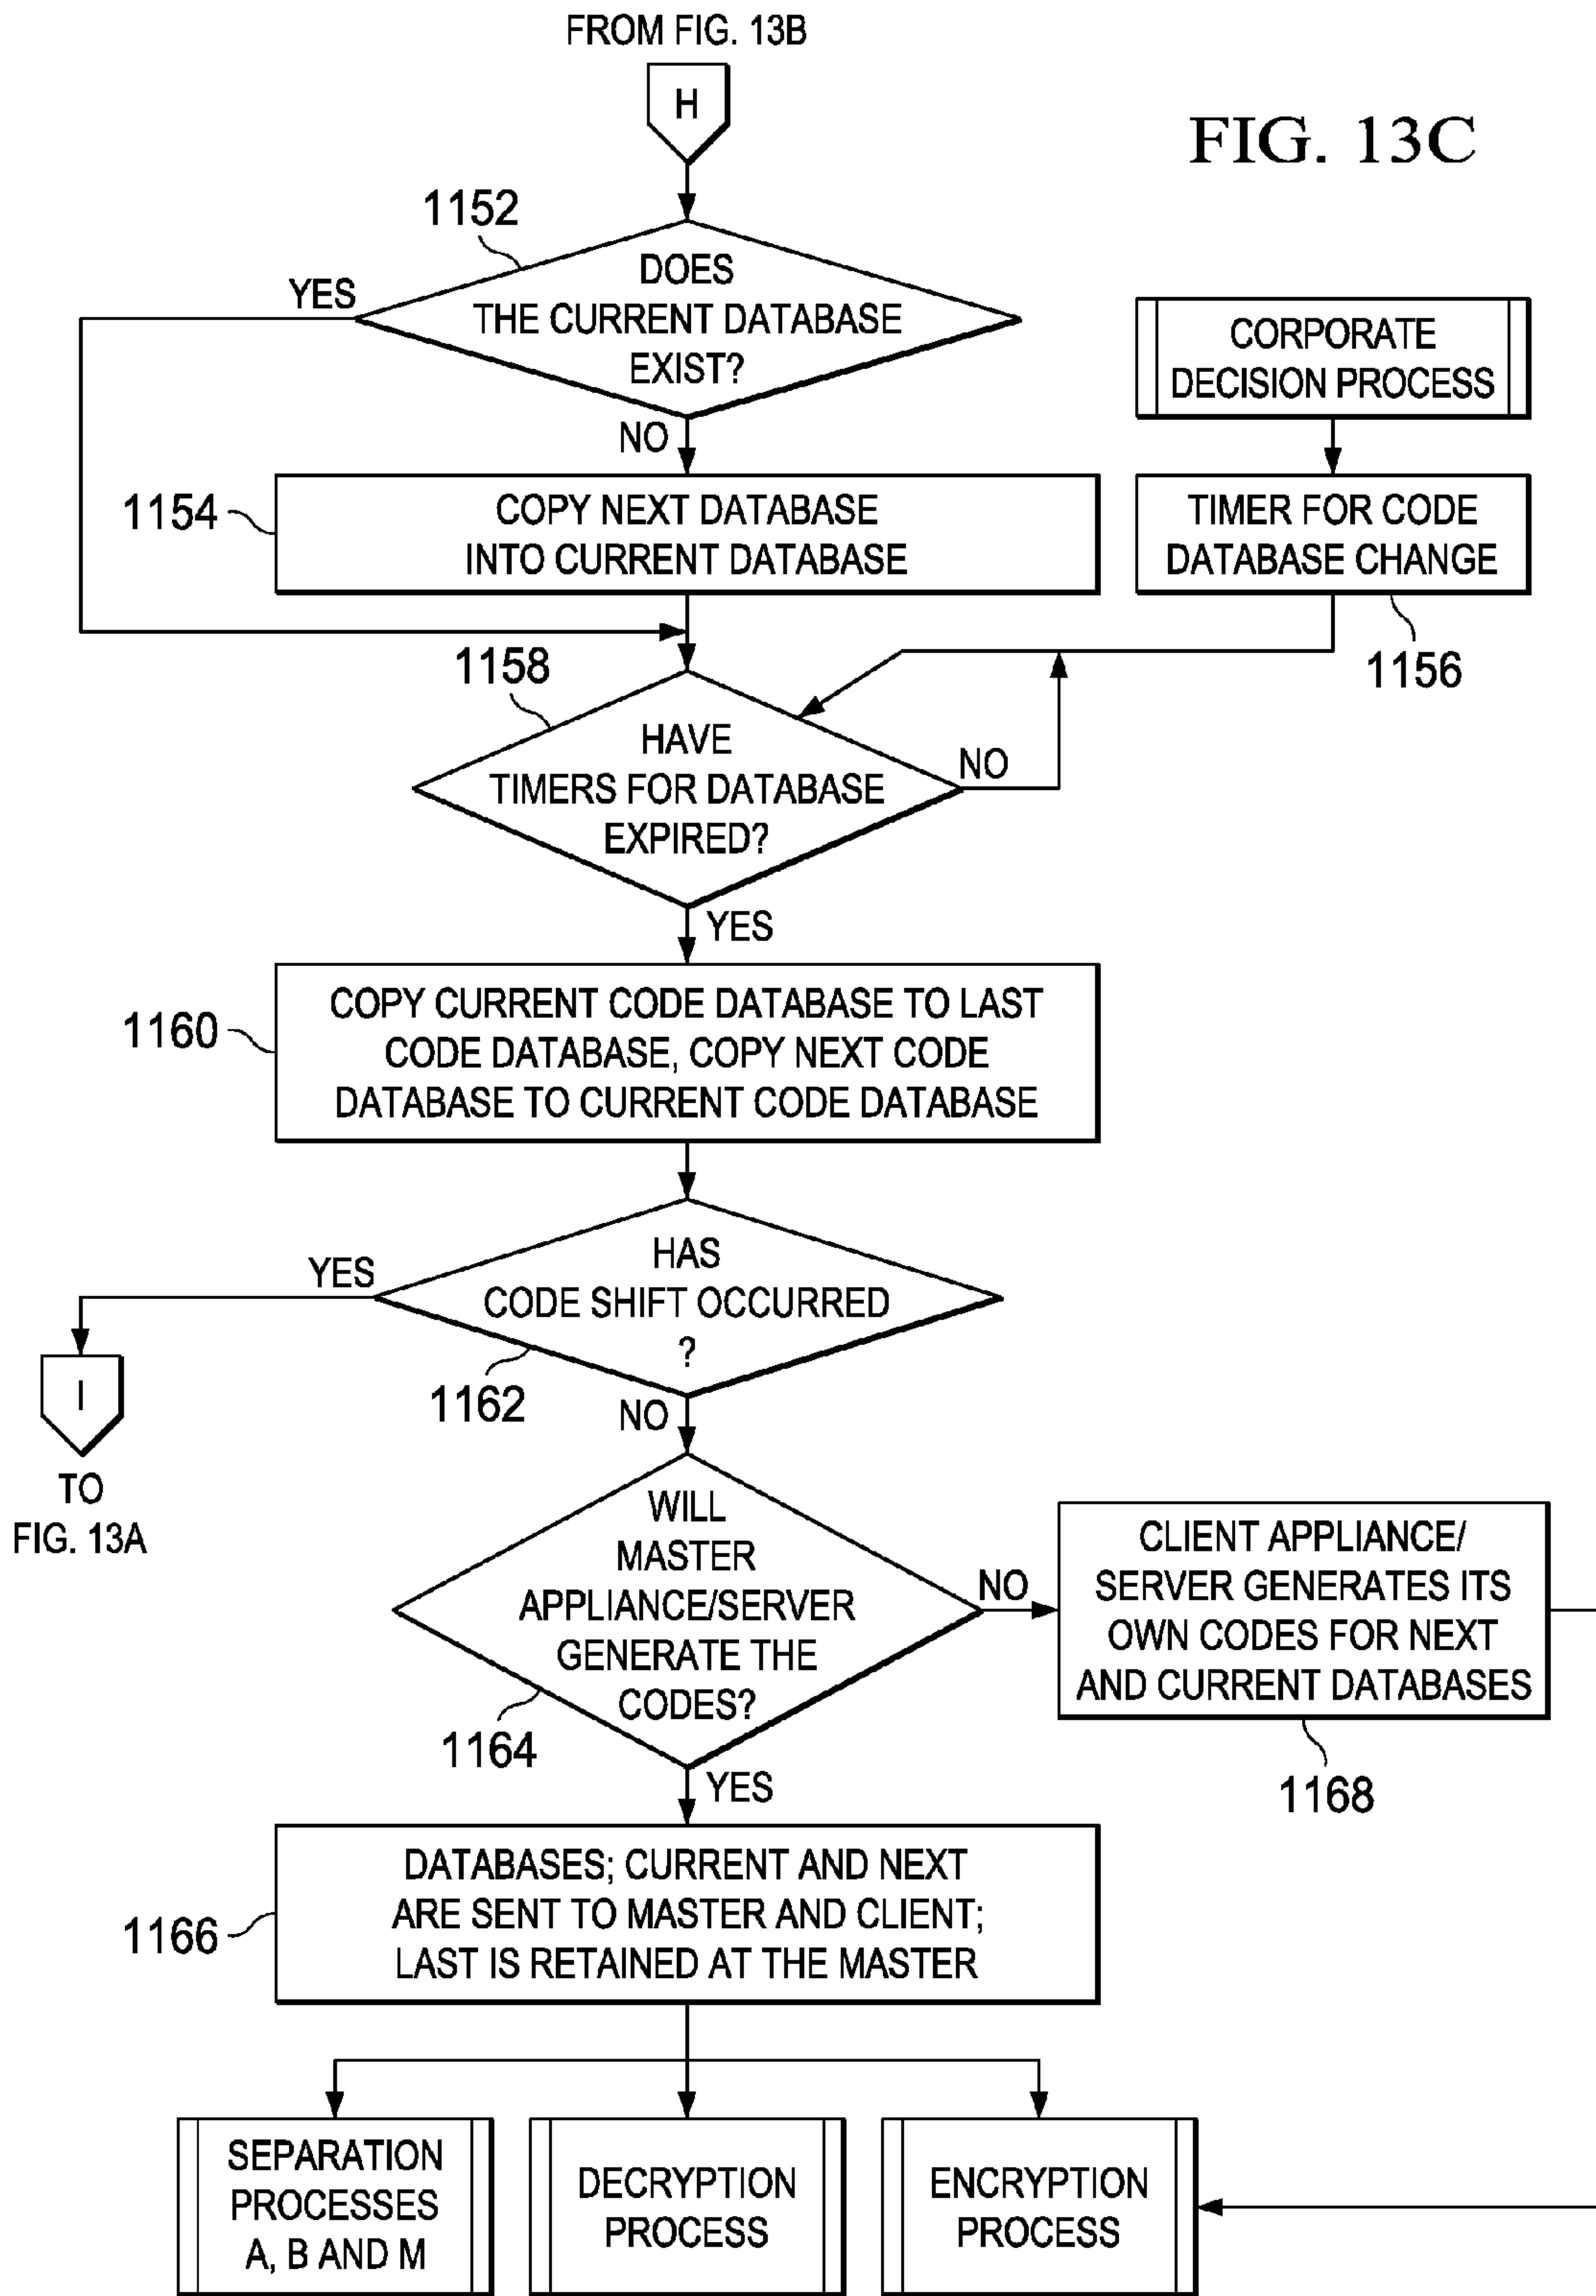 FROM FIG. 13B
H
FIG. 13C
1152
DOES
THE CURRENT DATABASE
EXIST?
YES
NO
CORPORATE
DECISION PROCESS
1154
COPY NEXT DATABASE
INTO CURRENT DATABASE
TIMER FOR CODE
DATABASE CHANGE
1156
1158
HAVE
TIMERS FOR DATABASE
EXPIRED?
NO
YES
1160
COPY CURRENT CODE DATABASE TO LAST
CODE DATABASE, COPY NEXT CODE
DATABASE TO CURRENT CODE DATABASE
HAS
CODE SHIFT OCCURRED
?
YES
1162
NO
I
TO
FIG. 13A
WILL
MASTER
APPLIANCE/SERVER
GENERATE THE
CODES?
NO
1164
YES
CLIENT APPLIANCE/
SERVER GENERATES ITS
OWN CODES FOR NEXT
AND CURRENT DATABASES
1168
1166
DATABASES; CURRENT AND NEXT
ARE SENT TO MASTER AND CLIENT;
LAST IS RETAINED AT THE MASTER
SEPARATION
PROCESSES
A, B AND M
DECRYPTION
PROCESS
ENCRYPTION
PROCESS